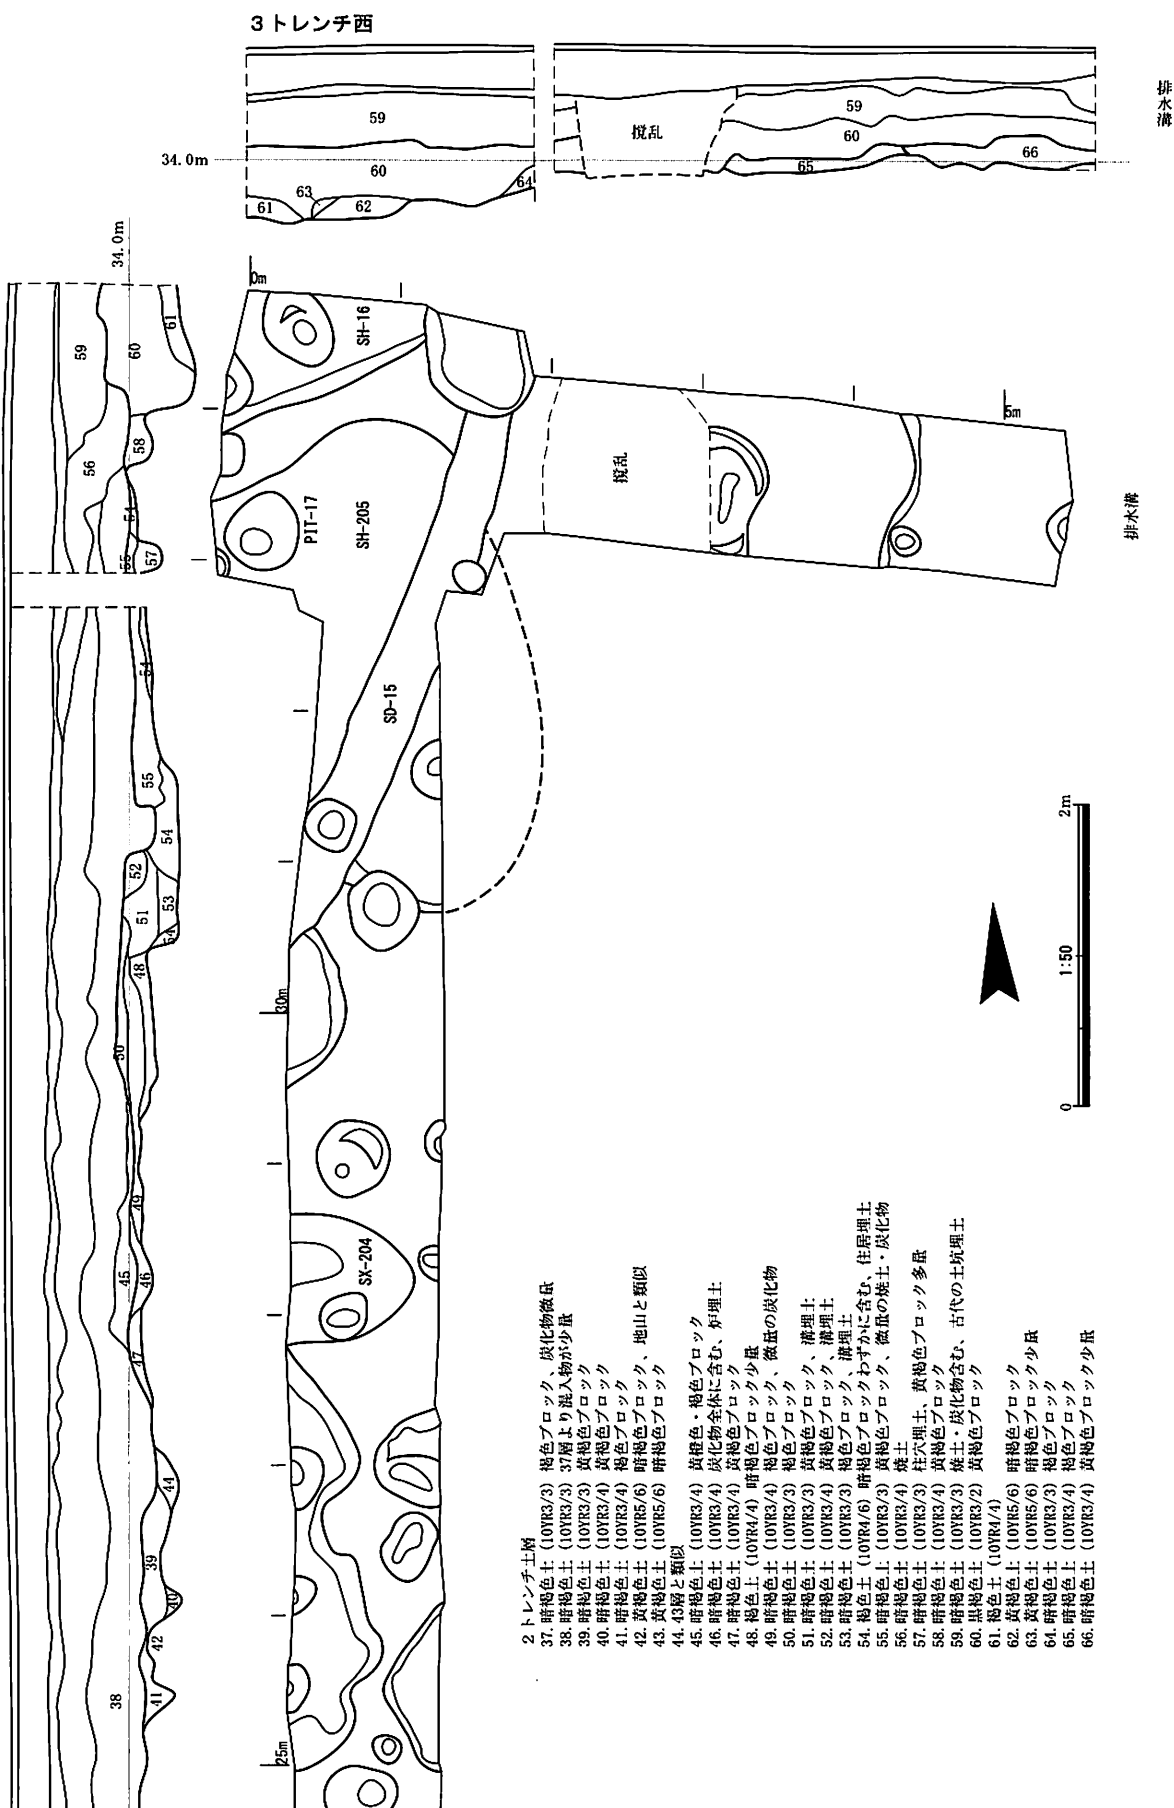 3トレンチ西
排水溝
59
撹乱
59
60
66
65
34.0m
60
64
63
61
62
34.0m
0m
61
59
60
SH-16
58
56
5m
撹乱
PIT-17
SH-205
54
55
57
排水溝
54
SD-15
55
54
52
53
51
54
48
30m
50
49
45
46
SX-204
47
44
39
40
42
41
38
25m
2m
1:50
0
2トレンチ土層
37. 暗褐色土 (10YR3/3) 褐色ブロック、炭化物微量
38. 暗褐色土 (10YR3/3) 37層より混入物が少量
39. 暗褐色土 (10YR3/3) 黄褐色ブロック
40. 暗褐色土 (10YR3/4) 黄褐色ブロック
41. 暗褐色土 (10YR3/4) 褐色ブロック
42. 黄褐色土 (10YR5/6) 暗褐色ブロック、地山と類似
43. 黄褐色土 (10YR5/6) 暗褐色ブロック
44. 43層と類似
45. 暗褐色土 (10YR3/4) 黄橙色・褐色ブロック
46. 暗褐色土 (10YR3/4) 炭化物全体に含む、炉埋土
47. 暗褐色土 (10YR3/4) 黄褐色ブロック
48. 褐色土 (10YR4/4) 暗褐色ブロック少量
49. 暗褐色土 (10YR3/4) 褐色ブロック、微量の炭化物
50. 暗褐色土 (10YR3/3) 褐色ブロック
51. 暗褐色土 (10YR3/3) 黄褐色ブロック、溝埋土
52. 暗褐色土 (10YR3/4) 黄褐色ブロック、溝埋土
53. 暗褐色土 (10YR3/3) 褐色ブロック、溝埋土
54. 褐色土 (10YR4/6) 暗褐色ブロックわずかに含む、住居埋土
55. 暗褐色土 (10YR3/3) 黄褐色ブロック、微量の焼土・炭化物
56. 暗褐色土 (10YR3/4) 焼土
57. 暗褐色土 (10YR3/3) 柱穴埋土、黄褐色ブロック多量
58. 暗褐色土 (10YR3/4) 黄褐色ブロック
59. 暗褐色土 (10YR3/3) 焼土・炭化物含む、古代の土坑埋土
60. 黒褐色土 (10YR3/2) 黄褐色ブロック
61. 褐色土 (10YR4/4)
62. 黄褐色土 (10YR5/6) 暗褐色ブロック
63. 黄褐色土 (10YR5/6) 暗褐色ブロック少量
64. 暗褐色土 (10YR3/3) 褐色ブロック
65. 暗褐色土 (10YR3/4) 褐色ブロック
66. 暗褐色土 (10YR3/4) 黄褐色ブロック少量